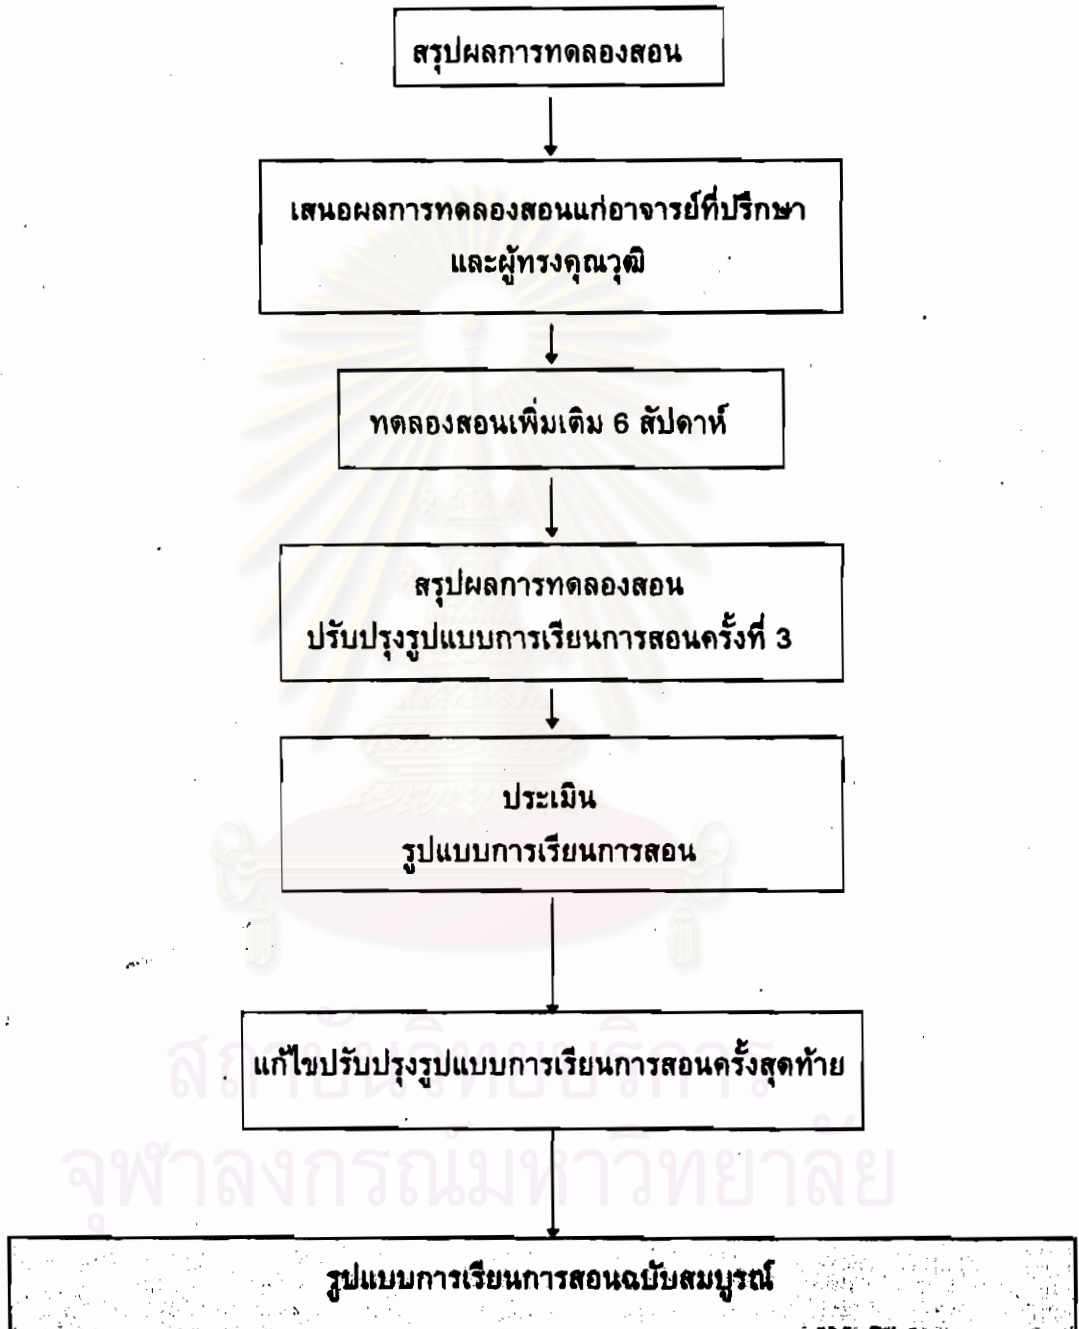 สรุปผลการทดลองสอน
เสนอผลการทดลองสอนแก่อาจารย์ที่ปรึกษา
และผู้ทรงคุณวุฒิ
ทดลองสอนเพิ่มเติม 6 สัปดาห์
สรุปผลการทดลองสอน
ปรับปรุงรูปแบบการเรียนการสอนครั้งที่ 3
ประเมิน
รูปแบบการเรียนการสอน
แก้ไขปรับปรุงรูปแบบการเรียนการสอนครั้งสุดท้าย
สถาบันวิทยบริการ
จุฬาลงกรณ์มหาวิทยาลัย
รูปแบบการเรียนการสอนฉบับสมบูรณ์